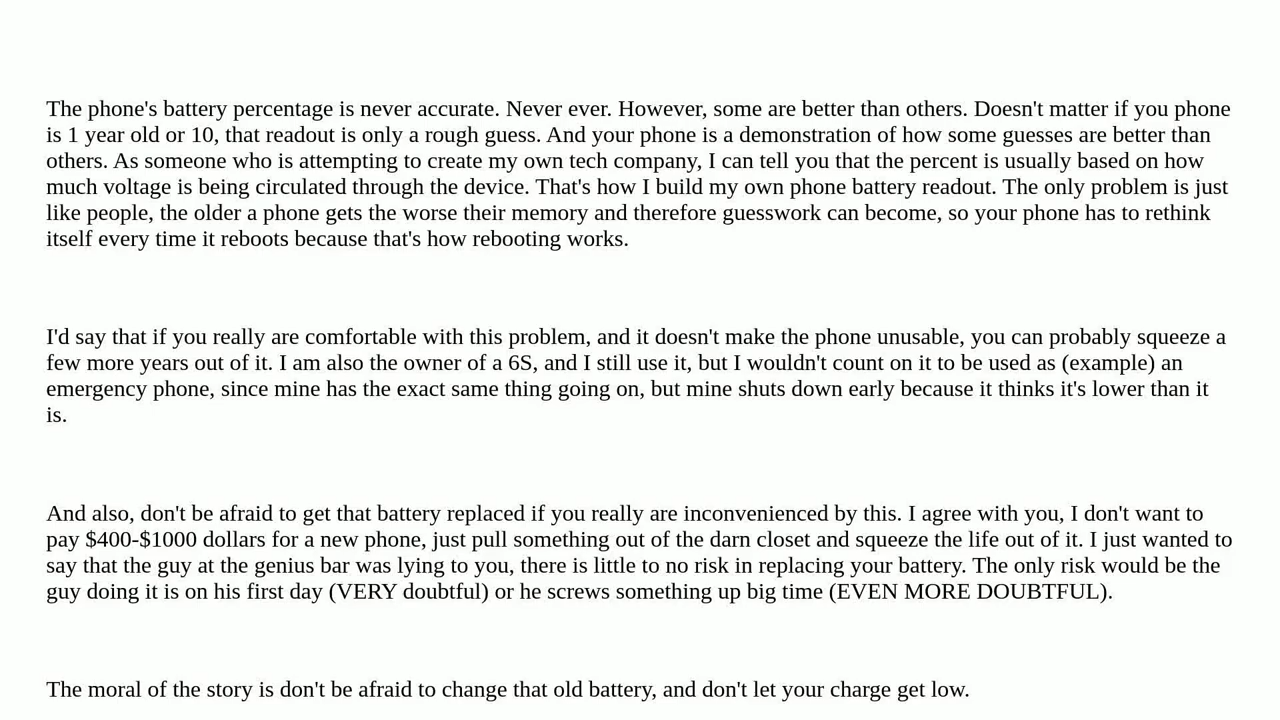 The phone's battery percentage is never accurate. Never ever. However, some are better than others. Doesn't matter if you phone
is 1 year old or 10, that readout is only a rough guess. And your phone is a demonstration of how some guesses are better than
others. As someone who is attempting to create my own tech company, I can tell you that the percent is usually based on how
much voltage is being circulated through the device. That's how I build my own phone battery readout. The only problem is just
like people, the older a phone gets the worse their memory and therefore guesswork can become, so your phone has to rethink
itself every time it reboots because that's how rebooting works.
I'd say that if you really are comfortable with this problem, and it doesn't make the phone unusable, you can probably squeeze a
few more years out of it. I am also the owner of a 6S, and I still use it, but I wouldn't count on it to be used as (example) an
emergency phone, since mine has the exact same thing going on, but mine shuts down early because it thinks it's lower than it
is.
And also, don't be afraid to get that battery replaced if you really are inconvenienced by this. I agree with you, I don't want to
pay $400-$1000 dollars for a new phone, just pull something out of the darn closet and squeeze the life out of it. I just wanted to
say that the guy at the genius bar was lying to you, there is little to no risk in replacing your battery. The only risk would be the
guy doing it is on his first day (VERY doubtful) or he screws something up big time (EVEN MORE DOUBTFUL).
The moral of the story is don't be afraid to change that old battery, and don't let your charge get low.